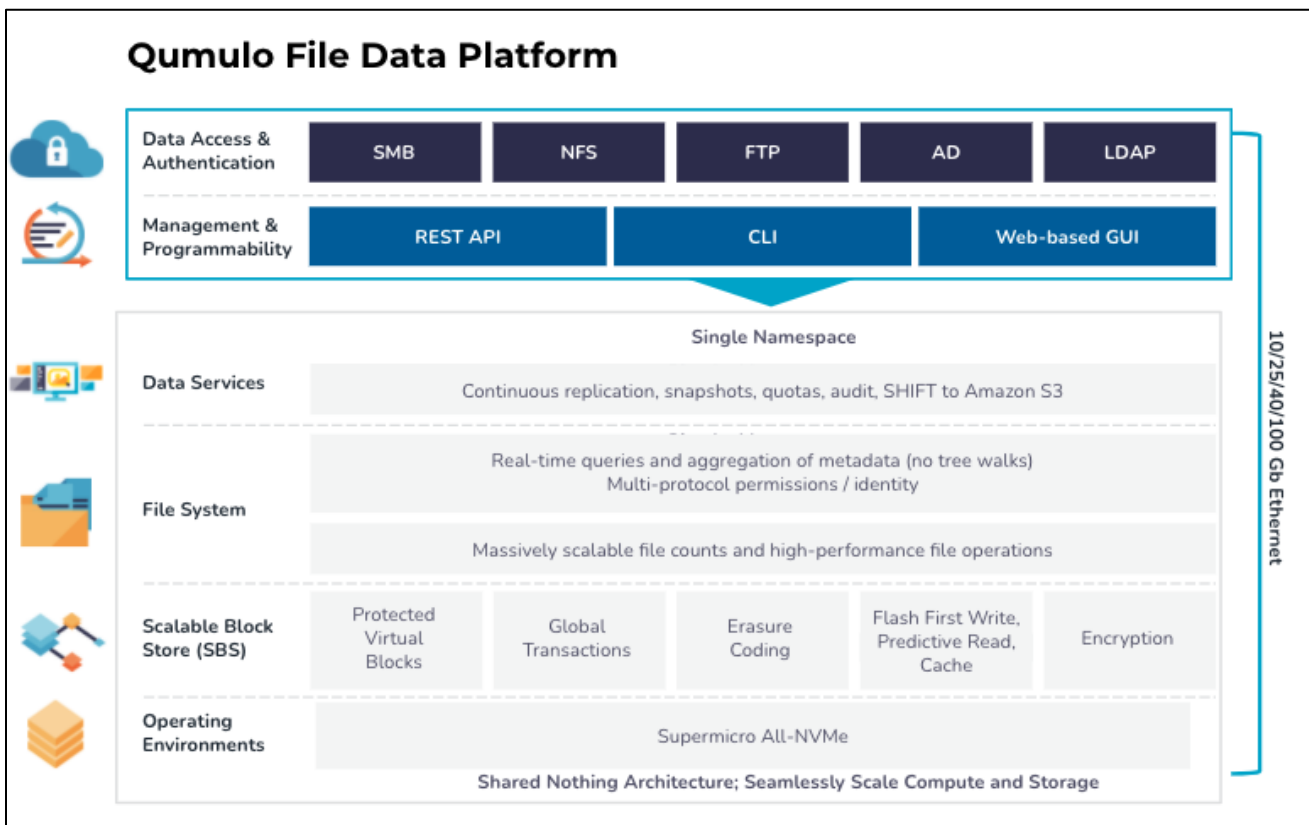 Qumulo File Data Platform
Data Access &
Authentication
SMB
NFS
FTP
AD
LDAP
Management &
Programmability
REST API
CLI
Web-based GUI
10/25/40/100 Gb Ethernet
Single Namespace
Data Services
Continuous replication, snapshots, quotas, audit, SHIFT to Amazon S3
File System
Real-time queries and aggregation of metadata (no tree walks)
Multi-protocol permissions / identity
Massively scalable file counts and high-performance file operations
Scalable Block
Store (SBS)
Protected
Virtual
Blocks
Global
Transactions
Erasure
Coding
Flash First Write,
Predictive Read,
Cache
Encryption
Operating
Environments
Supermicro All-NVMe
Shared Nothing Architecture; Seamlessly Scale Compute and Storage